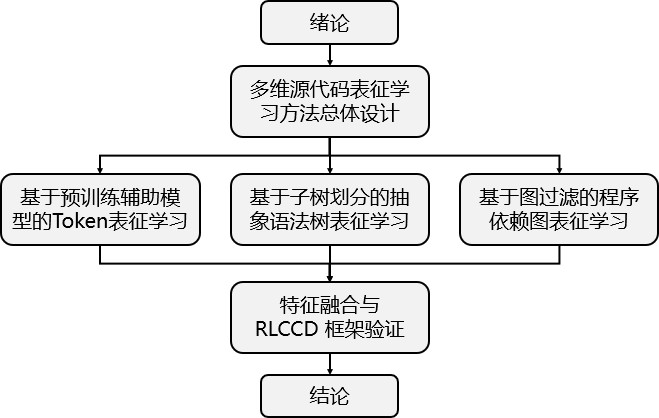 绪论
多维源代码表征学
习方法总体设计
基于预训练辅助模
型的Token表征学习
基于子树划分的抽
象语法树表征学习
基于图过滤的程序
依赖图表征学习
特征融合与
RLCCD 框架验证
结论